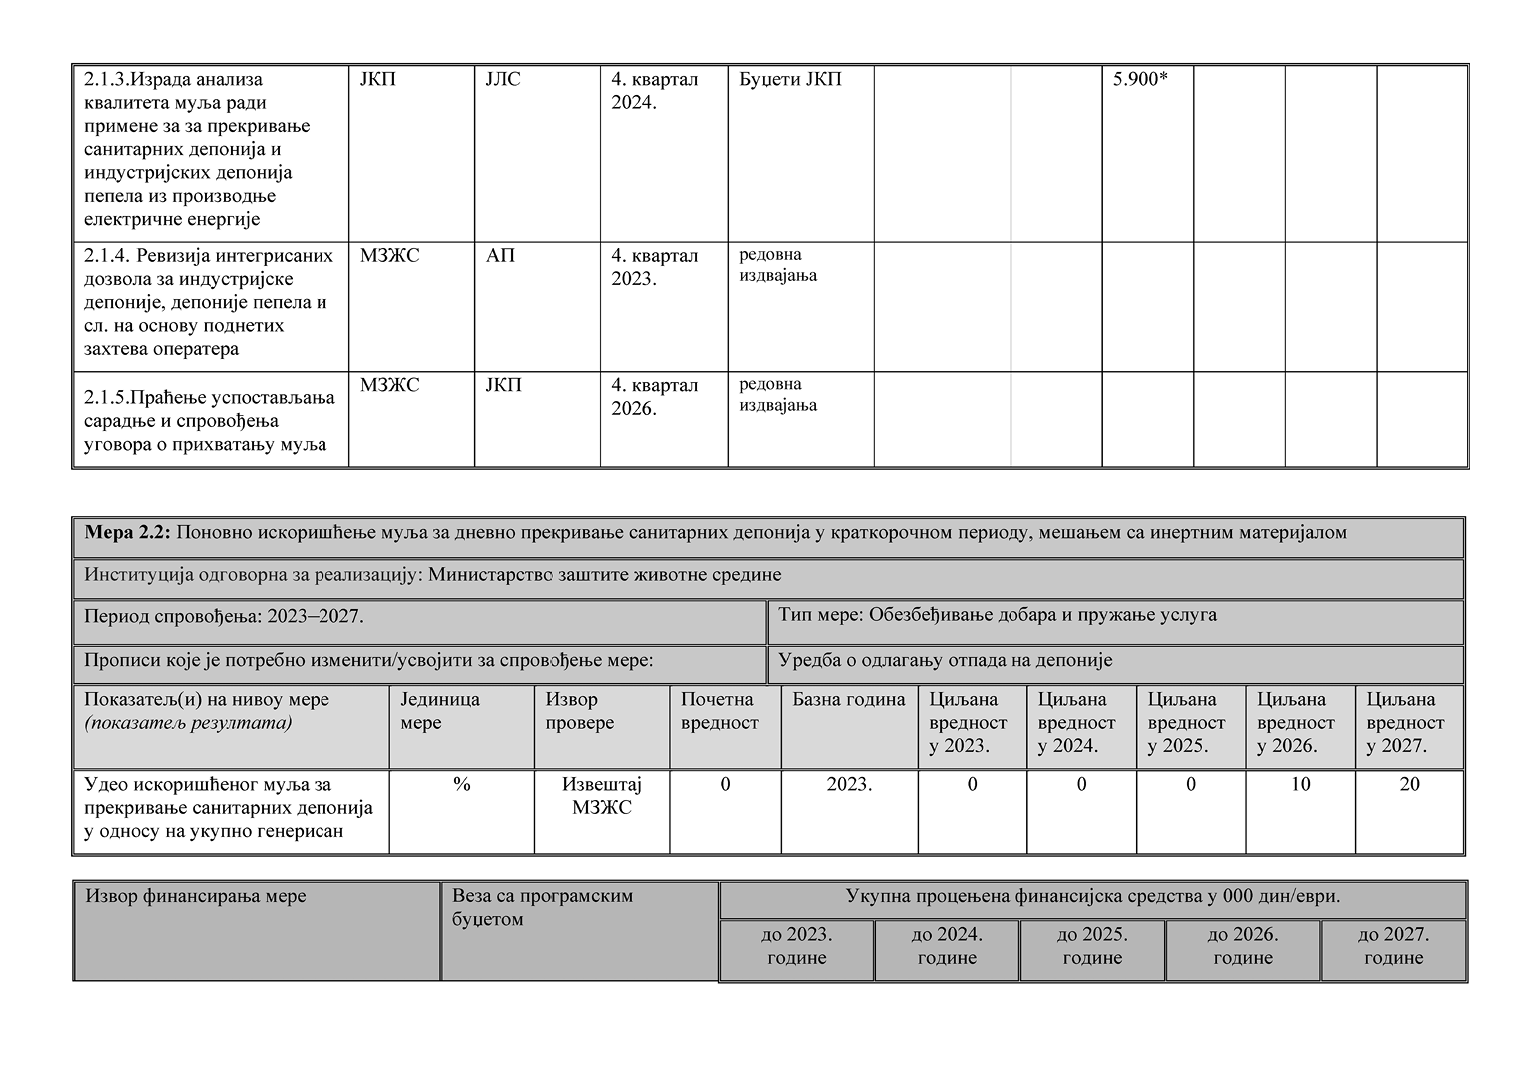 2.1.3.Израда анализа
квалитета муља ради
примене за за прекривање
санитарних депонија и
индустријских депонија
пепела из производње
електричне енергије
ЈКП
ЈЛС
4. квартал
2024.
Буџети ЈКП
5.900*
2.1.4. Ревизија интегрисаних
дозвола за индустријске
депоније, депоније пепела и
сл. на основу поднетих
захтева оператера
МЗЖС
АП
4. квартал
2023.
редовна
издвајања
2.1.5.Праћење успостављања
сарадње и спровођења
уговора о прихватању муља
МЗЖС
ЈКП
4. квартал
2026.
редовна
издвајања
Мера 2.2: Поновно искоришћење муља за дневно прекривање санитарних депонија у краткорочном периоду, мешањем са инертним материјалом
Институција одговорна за реализацију: Министарство заштите животне средине
Период спровођења: 2023–2027.
Тип мере: Обезбеђивање добара и пружање услуга
Прописи које је потребно изменити/усвојити за спровођење мере:
Уредба о одлагању отпада на депоније
Показатељ(и) на нивоу мере
(показатељ резултата)
Јединица
мере
Извор
провере
Почетна
вредност
Базна година
Циљана
вредност
у 2023.
Циљана
вредност
у 2024.
Циљана
вредност
у 2025.
Циљана
вредност
у 2026.
Циљана
вредност
у 2027.
Удео искоришћеног муља за
прекривање санитарних депонија
у односу на укупно генерисан
%
Извештај
МЗЖС
0
2023.
0
0
0
10
20
Извор финансирања мере
Веза са програмским
буџетом
Укупна процењена финансијска средства у 000 дин/еври.
до 2023.
године
до 2024.
године
до 2025.
године
до 2026.
године
до 2027.
године